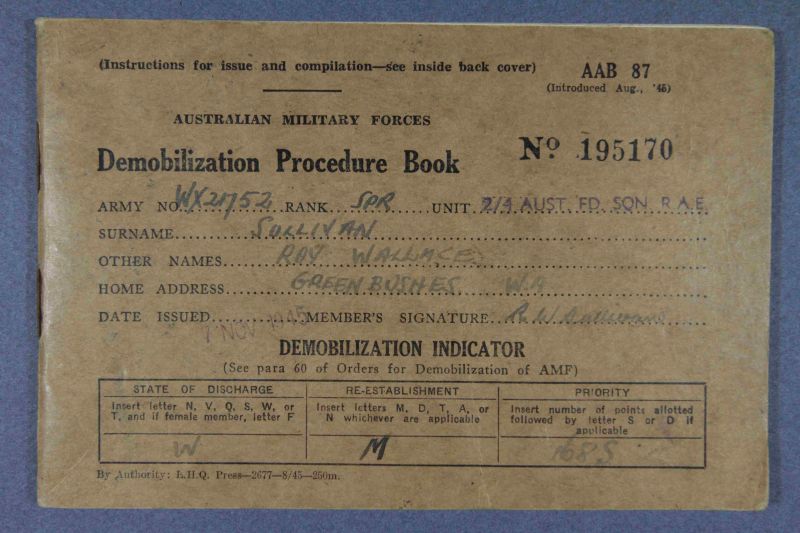 (Instructions for issue and compilation—see inside back cover)
AAB 87
(Introduced Aug., '45)
AUSTRALIAN MILITARY FORCES
Demobilization Procedure Book No 195170
ARMY NO. WX21752 RANK SPR UNIT 2/4 AUST. FD. SQN. R.A.E.
SURNAME SULLIVAN
OTHER NAMES ROY WALLACE
HOME ADDRESS GREENBUSHES W.A
DATE ISSUED 1 NOV 1945 MEMBER'S SIGNATURE R. W. Sullivan
DEMOBILIZATION INDICATOR
(See para 60 of Orders for Demobilization of AMF)
STATE OF DISCHARGE RE-ESTABLISHMENT PRIORITY
Insert letter N, V, Q, S, W, or T, and if female member, letter F
Insert letters M, D, T, A, or N whichever are applicable
Insert number of points allotted followed by letter S or D if applicable
W M 168 S
By Authority: L.H.Q. Press—2677—8/45—250m.